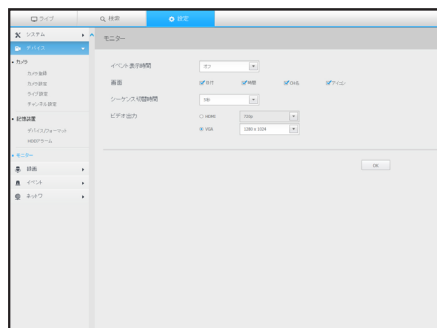 ライブ
検索
設定
システム
デバイス
モニター
カメラ
カメラ登録
カメラ設定
ライブ設定
チャンネル設定
記憶装置
デバイス/フォーマット
HDDアラーム
モニター
録画
イベント
ネットワ
イベント表示時間 オフ
画面 日付 時間 CH名 アイコン
シーケンス切替時間
ビデオ出力 HDMI 720p
VGA 1280 x 1024
OK